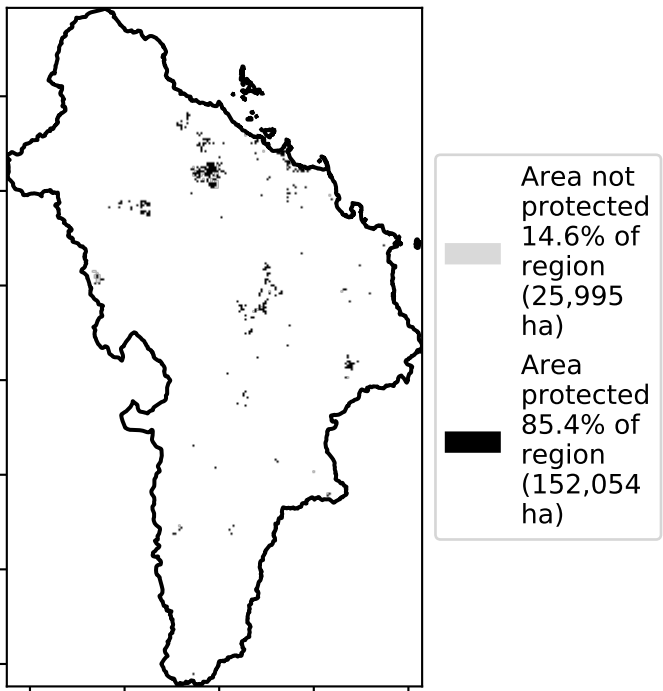 Area not
protected
14.6% of
region
(25,995
ha)
Area
protected
85.4% of
region
(152,054
ha)